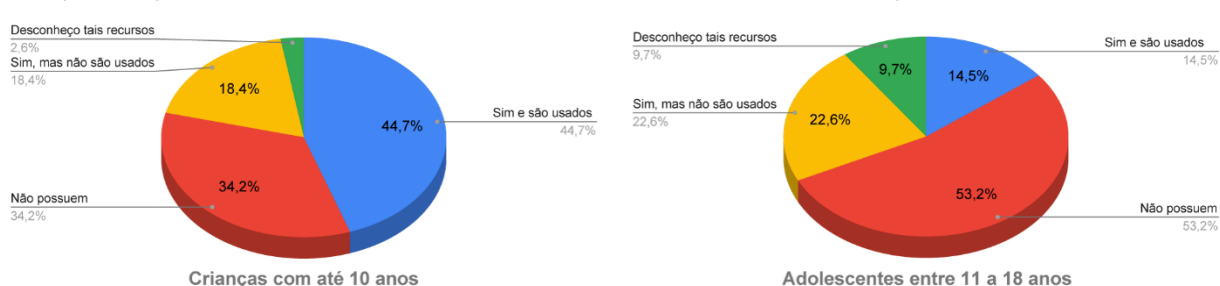 Desconheço tais recursos
2,6%
Sim, mas não são usados
18,4%
18,4%
Sim e são usados
44,7%
44,7%
34,2%
Não possuem
34,2%
Crianças com até 10 anos
Desconheço tais recursos
9,7%
9,7%
Sim e são usados
14,5%
14,5%
Sim, mas não são usados
22,6%
22,6%
53,2%
Não possuem
53,2%
Adolescentes entre 11 a 18 anos